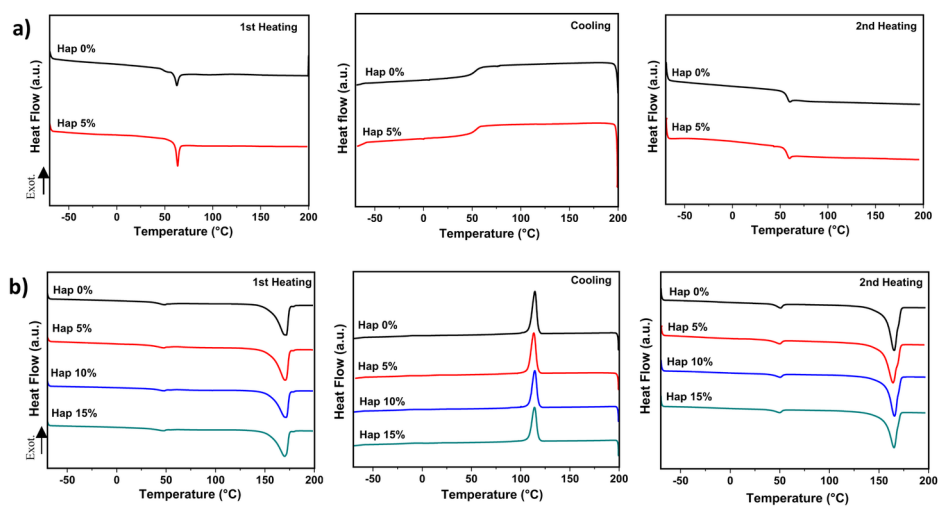 a)
1st Heating
Hap 0%
Hap 5%
Heat Flow (a.u.)
Exot.
-50 0 50 100 150 200
Temperature (°C)
Cooling
Hap 0%
Hap 5%
Heat flow (a.u.)
-50 0 50 100 150 200
Temperature (°C)
2nd Heating
Hap 0%
Hap 5%
Heat Flow (a.u.)
-50 0 50 100 150 200
Temperature (°C)
b)
1st Heating
Hap 0%
Hap 5%
Hap 10%
Hap 15%
Heat Flow (a.u.)
Exot.
-50 0 50 100 150 200
Temperature (°C)
Cooling
Hap 0%
Hap 5%
Hap 10%
Hap 15%
Heat Flow (a.u.)
-50 0 50 100 150 200
Temperature (°C)
2nd Heating
Hap 0%
Hap 5%
Hap 10%
Hap 15%
Heat Flow (a.u.)
-50 0 50 100 150 200
Temperature (°C)